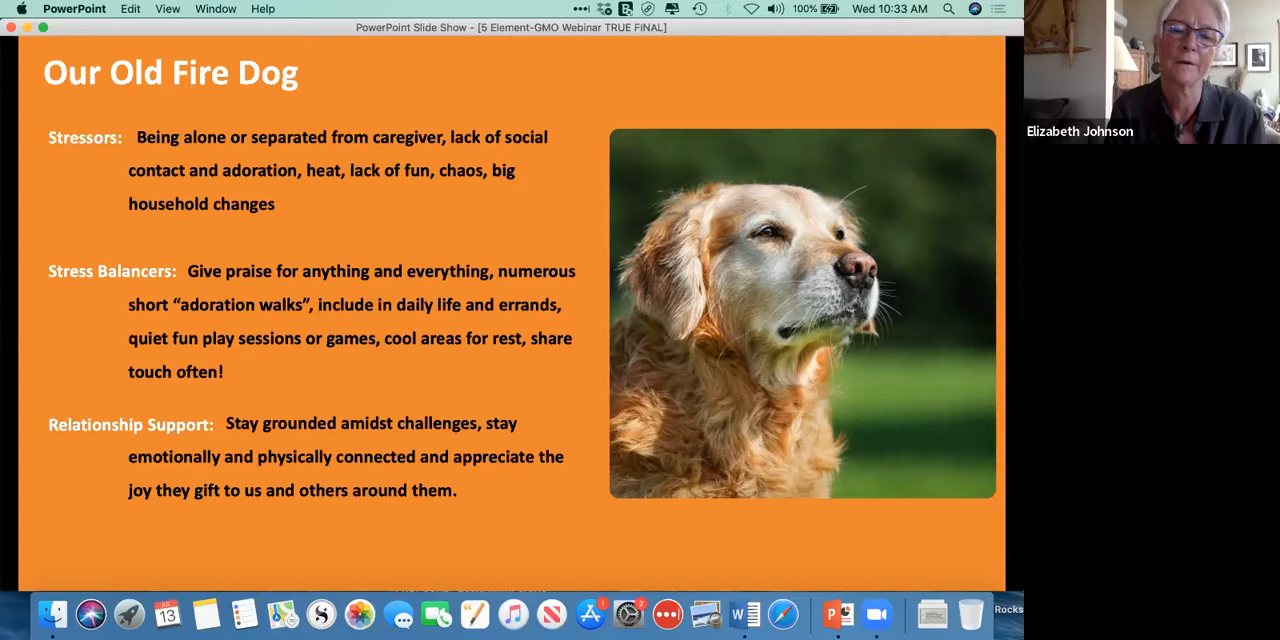 PowerPoint Edit View Window Help 100% Wed 10:33 AM
PowerPoint Slide Show - [5 Element-GMO Webinar TRUE FINAL]
Our Old Fire Dog
Stressors: Being alone or separated from caregiver, lack of social
contact and adoration, heat, lack of fun, chaos, big
household changes
Stress Balancers: Give praise for anything and everything, numerous
short “adoration walks”, include in daily life and errands,
quiet fun play sessions or games, cool areas for rest, share
touch often!
Relationship Support: Stay grounded amidst challenges, stay
emotionally and physically connected and appreciate the
joy they gift to us and others around them.
Elizabeth Johnson
JUL
13
1
2
W
P
Rocks